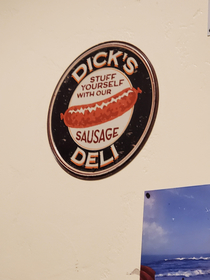 DICK'S
STUFF
YOURSELF
WITH OUR
SAUSAGE
DELI